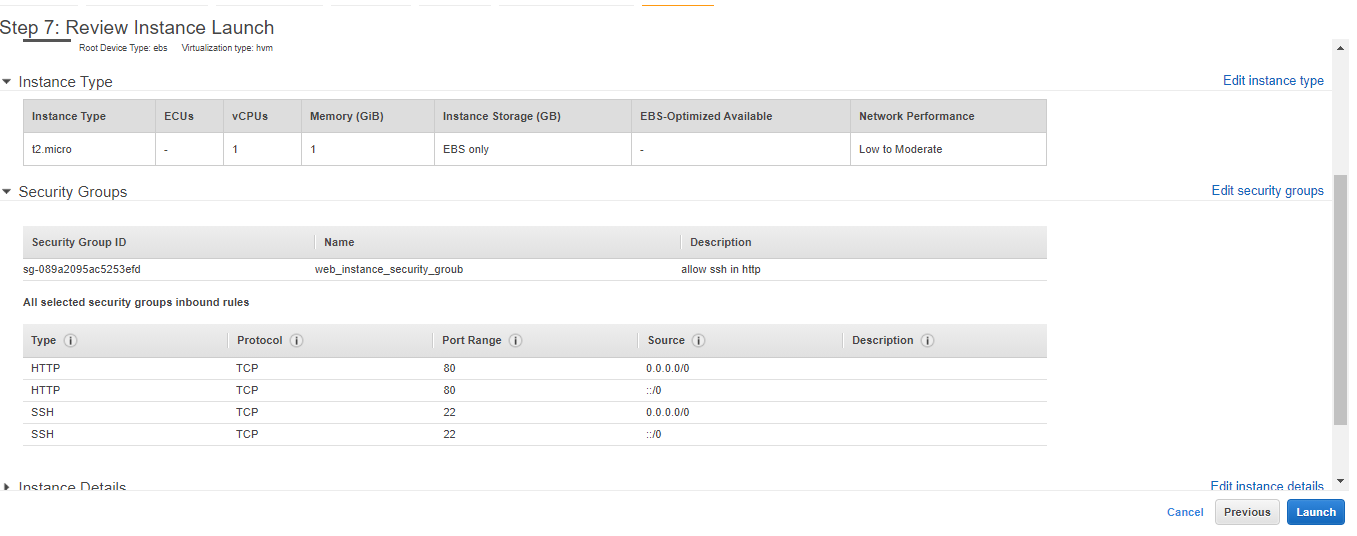 Step 7: Review Instance Launch
Root Device Type: ebs Virtualization type: hvm
Instance Type Edit instance type
Instance Type ECUs vCPUs Memory (GiB) Instance Storage (GB) EBS-Optimized Available Network Performance
t2.micro - 1 1 EBS only - Low to Moderate
Security Groups Edit security groups
Security Group ID Name Description
sg-089a2095ac5253efd web_instance_security_groub allow ssh in http
All selected security groups inbound rules
Type i Protocol i Port Range i Source i Description i
HTTP TCP 80 0.0.0.0/0
HTTP TCP 80 ::/0
SSH TCP 22 0.0.0.0/0
SSH TCP 22 ::/0
Instance Details Edit instance details
Cancel Previous Launch